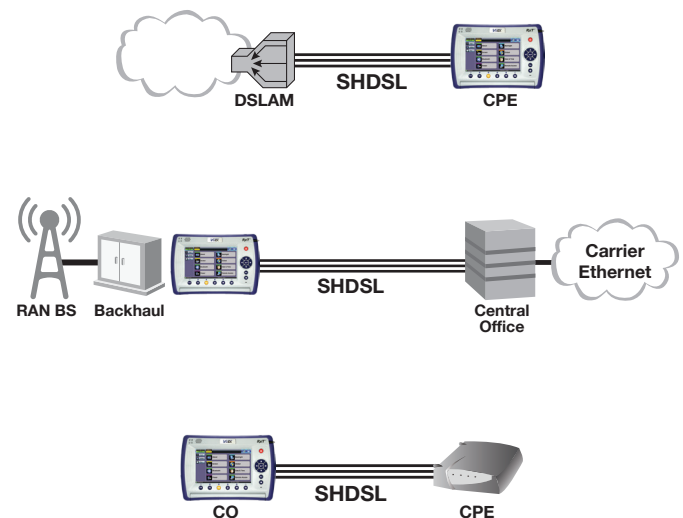 SHDSL
DSLAM
CPE
SHDSL
Carrier
Ethernet
RAN BS
Backhaul
Central
Office
SHDSL
CO
CPE